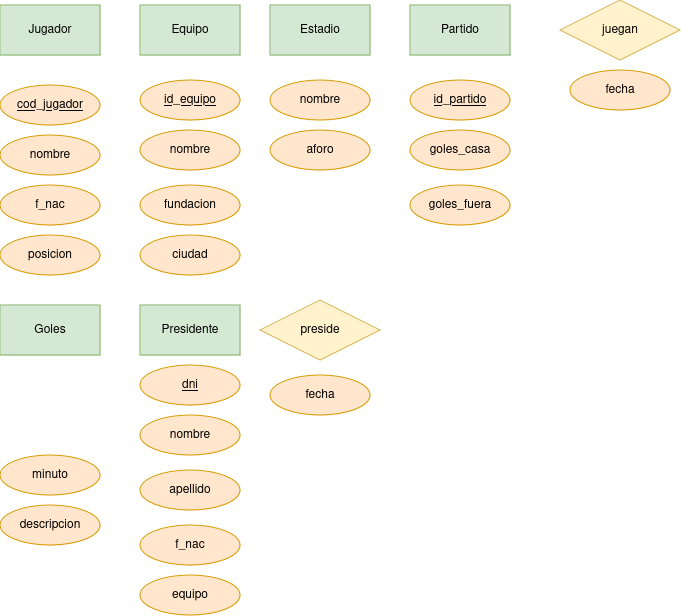 Jugador
Equipo
Estadio
Partido
juegan
cod_jugador
id_equipo
nombre
id_partido
fecha
nombre
nombre
aforo
goles_casa
f_nac
fundacion
goles_fuera
posicion
ciudad
Goles
Presidente
preside
dni
fecha
nombre
minuto
apellido
descripcion
f_nac
equipo